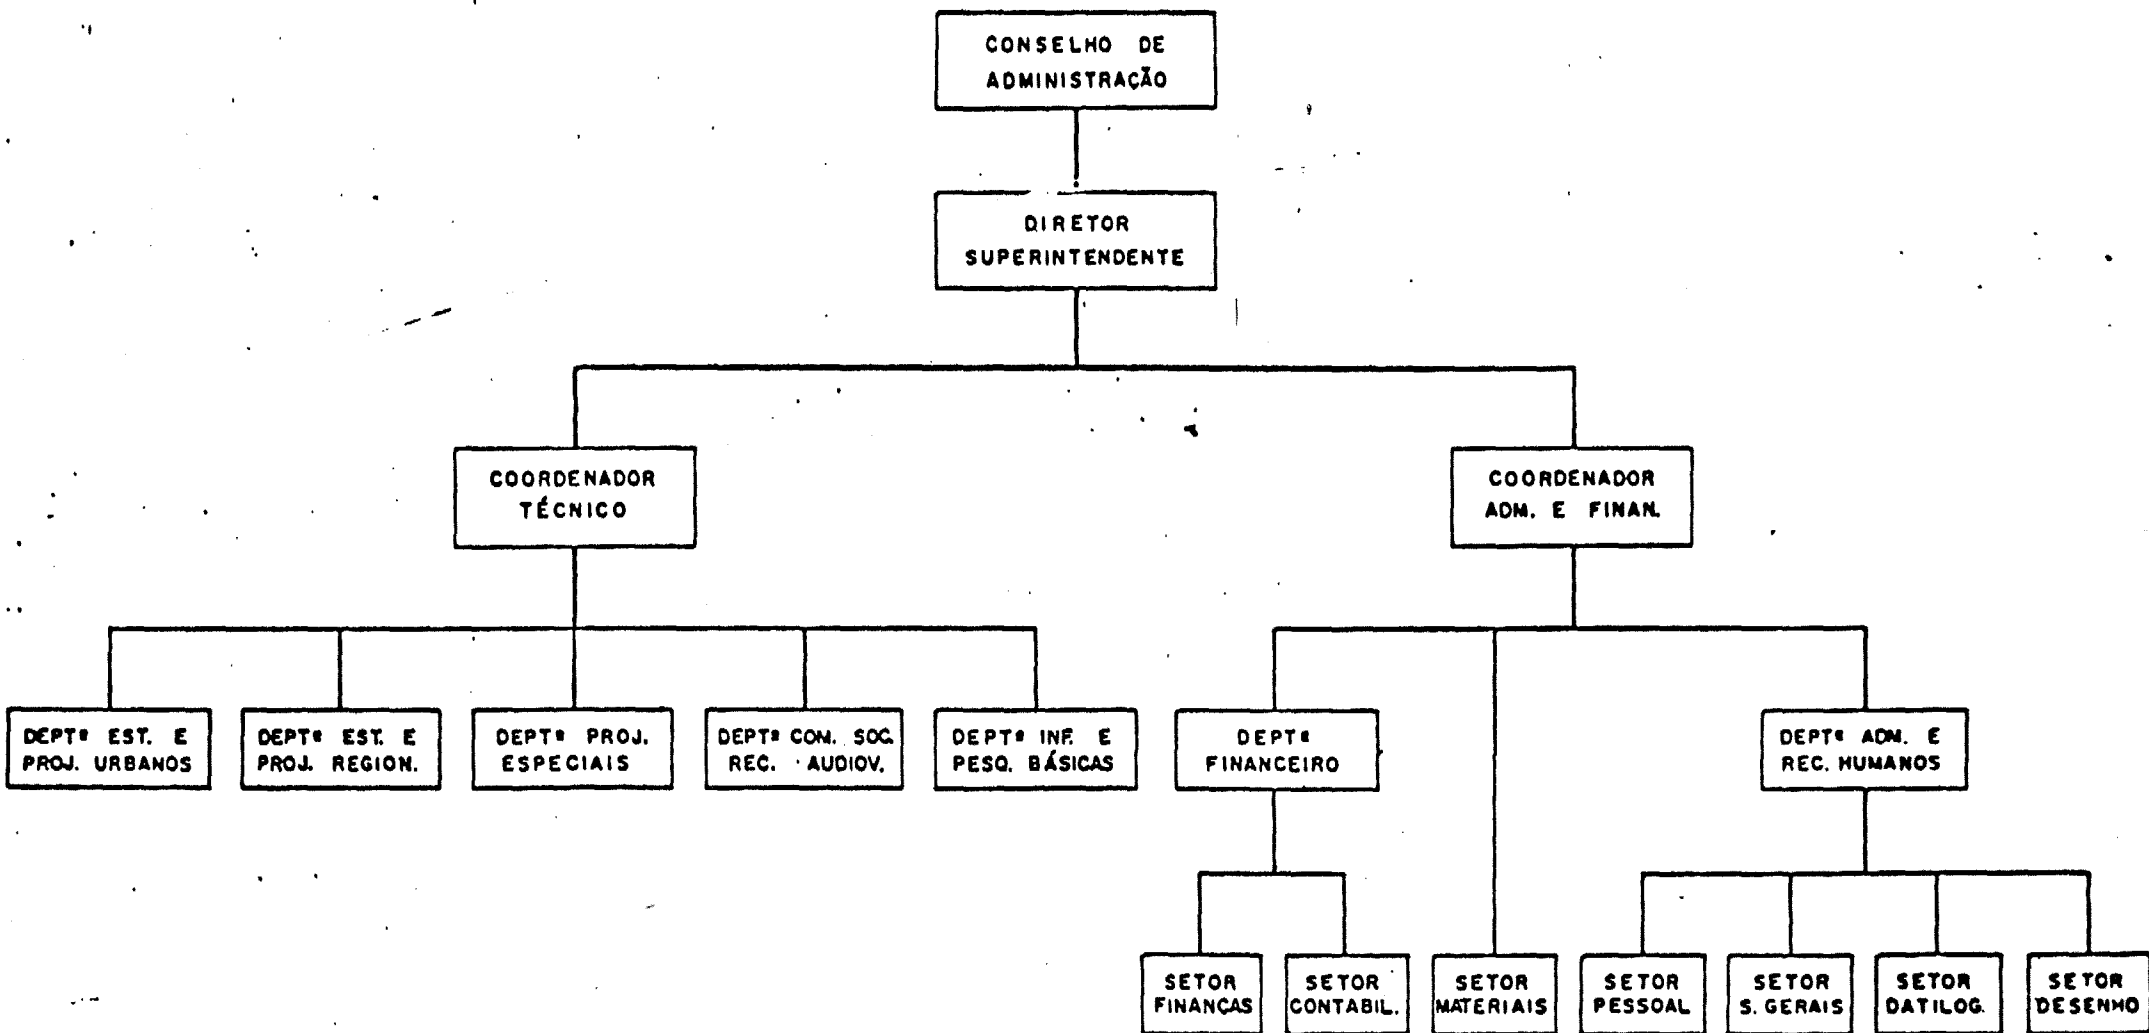 CONSELHO DE
ADMINISTRAÇÃO
DIRETOR
SUPERINTENDENTE
COORDENADOR
TÉCNICO
COORDENADOR
ADM. E FINAN.
DEPTº EST. E
PROJ. URBANOS
DEPTº EST. E
PROJ. REGION.
DEPTº PROJ.
ESPECIAIS
DEPTº COM. SOC.
REC. AUDIOV.
DEPTº INF. E
PESQ. BÁSICAS
DEPTº
FINANCEIRO
DEPTº ADM. E
REC. HUMANOS
SETOR
FINANÇAS
SETOR
CONTABIL.
SETOR
MATERIAIS
SETOR
PESSOAL
SETOR
S. GERAIS
SETOR
DATILOG.
SETOR
DESENHO